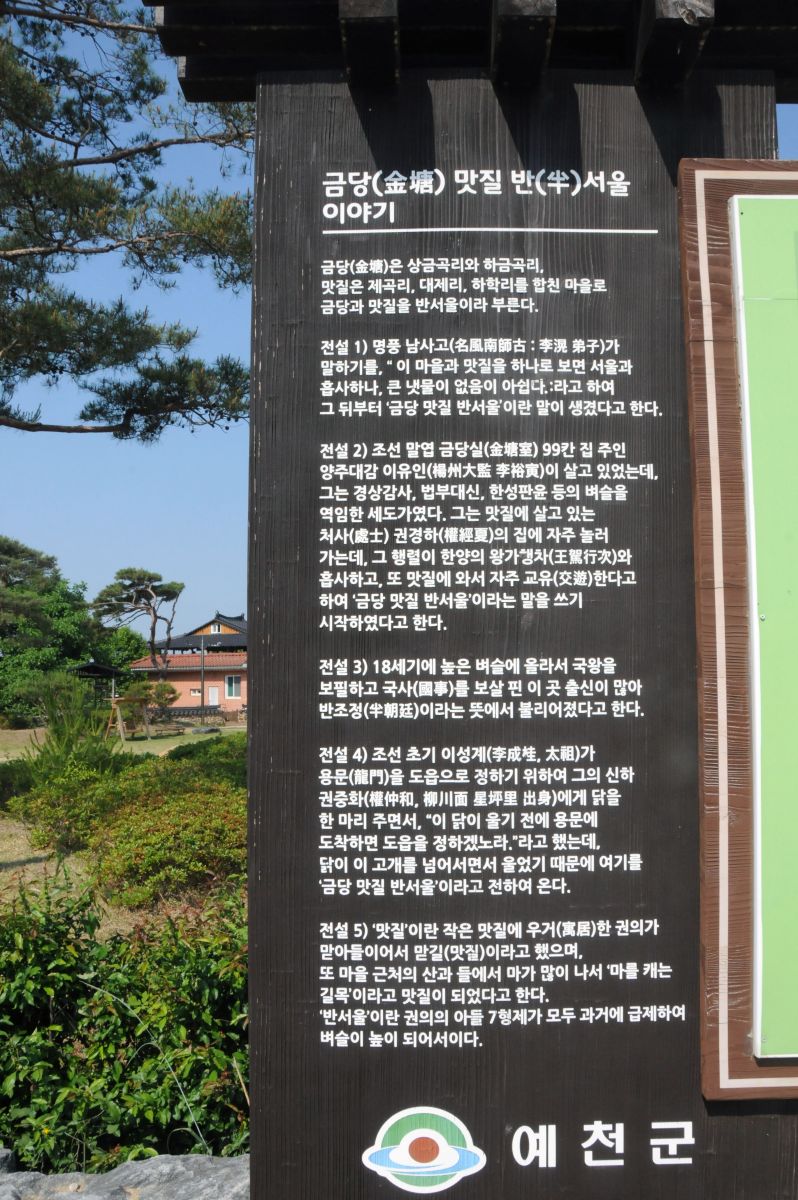 금당(金塘) 맛질 반(半)서울
이야기
금당(金塘)은 상금곡리와 하금곡리,
맛질은 제곡리, 대제리, 하학리를 합친 마을로
금당과 맛질을 반서울이라 부른다.
전설 1) 명풍 남사고(名風南師古 : 李滉 弟子)가
말하기를, “ 이 마을과 맛질을 하나로 보면 서울과
흡사하나, 큰 냇물이 없음이 아쉽다.:라고 하여
그 뒤부터 ‘금당 맛질 반서울’이란 말이 생겼다고 한다.
전설 2) 조선 말엽 금당실(金塘室) 99칸 집 주인
양주대감 이유인(楊州大監 李裕寅)이 살고 있었는데,
그는 경상감사, 법부대신, 한성판윤 등의 벼슬을
역임한 세도가였다. 그는 맛질에 살고 있는
처사(處士) 권경하(權經夏)의 집에 자주 놀러
가는데, 그 행렬이 한양의 왕가행차(王駕行次)와
흡사하고, 또 맛질에 와서 자주 교유(交遊)한다고
하여 ‘금당 맛질 반서울’이라는 말을 쓰기
시작하였다고 한다.
전설 3) 18세기에 높은 벼슬에 올라서 국왕을
보필하고 국사(國事)를 보살 핀 이 곳 출신이 많아
반조정(半朝廷)이라는 뜻에서 불리어졌다고 한다.
전설 4) 조선 초기 이성계(李成桂, 太祖)가
용문(龍門)을 도읍으로 정하기 위하여 그의 신하
권중화(權仲和, 柳川面 星坪里 出身)에게 닭을
한 마리 주면서, “이 닭이 울기 전에 용문에
도착하면 도읍을 정하겠노라.”라고 했는데,
닭이 이 고개를 넘어서면서 울었기 때문에 여기를
‘금당 맛질 반서울’이라고 전하여 온다.
전설 5) ‘맛질’이란 작은 맛질에 우거(寓居)한 권의가
맏아들이어서 맏길(맛질)이라고 했으며,
또 마을 근처의 산과 들에서 마가 많이 나서 ‘마를 캐는
길목’이라고 맛질이 되었다고 한다.
‘반서울’이란 권의의 아들 7형제가 모두 과거에 급제하여
벼슬이 높이 되어서이다.
예천군